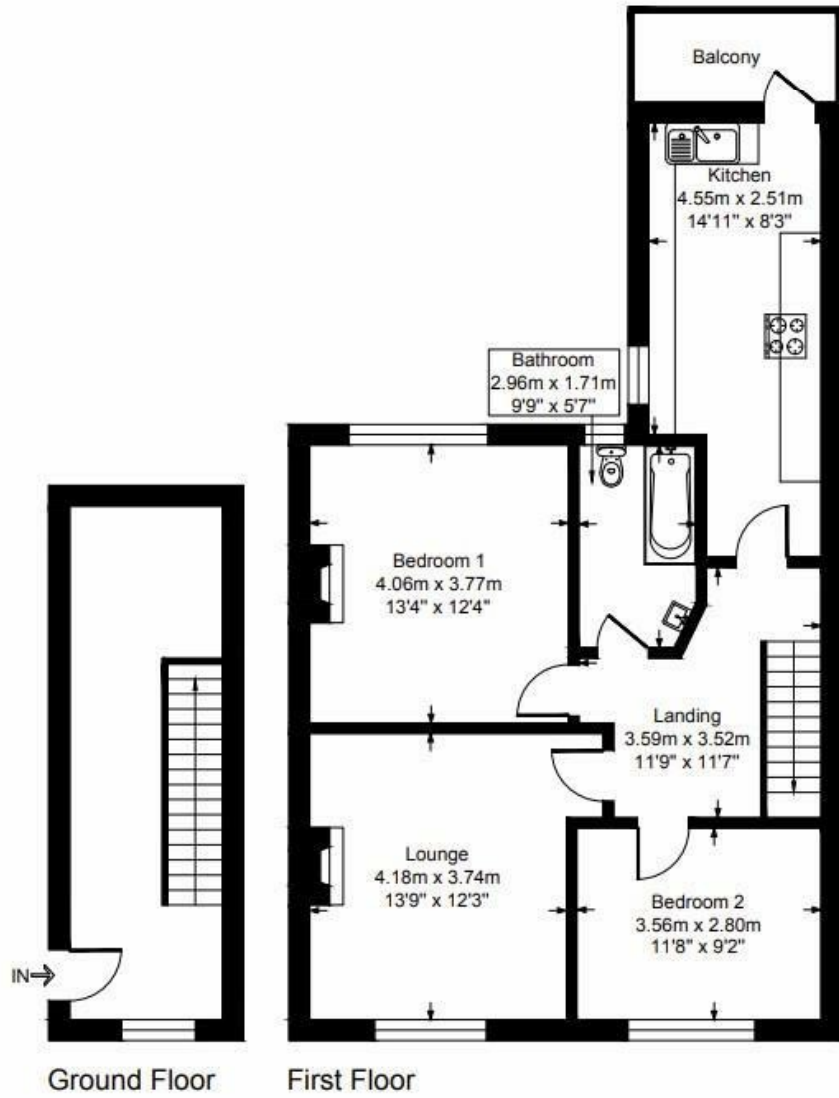 Balcony
Kitchen
4.55m x 2.51m
14'11" x 8'3"
Bathroom
2.96m x 1.71m
9'9" x 5'7"
Bedroom 1
4.06m x 3.77m
13'4" x 12'4"
Landing
3.59m x 3.52m
11'9" x 11'7"
Lounge
4.18m x 3.74m
13'9" x 12'3"
Bedroom 2
3.56m x 2.80m
11'8" x 9'2"
IN
Ground Floor
First Floor